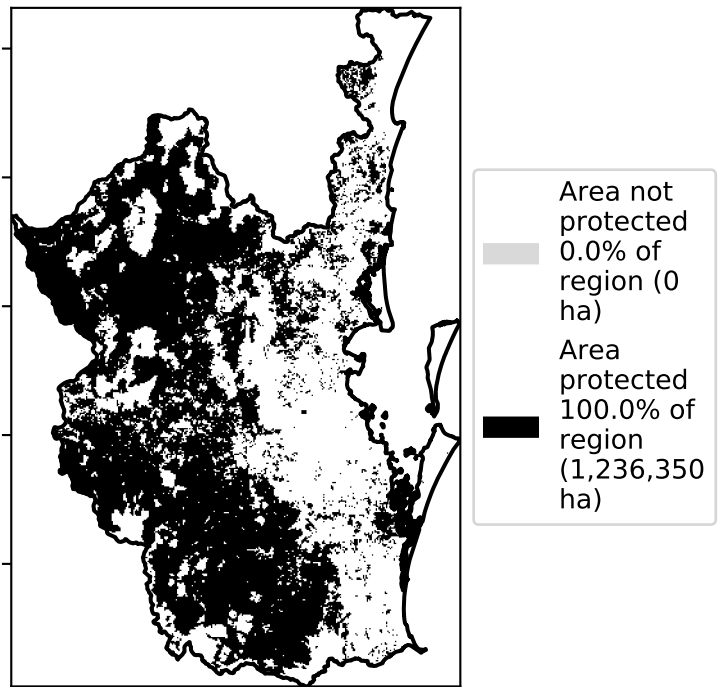 Area not
protected
0.0% of
region (0
ha)
Area
protected
100.0% of
region
(1,236,350
ha)